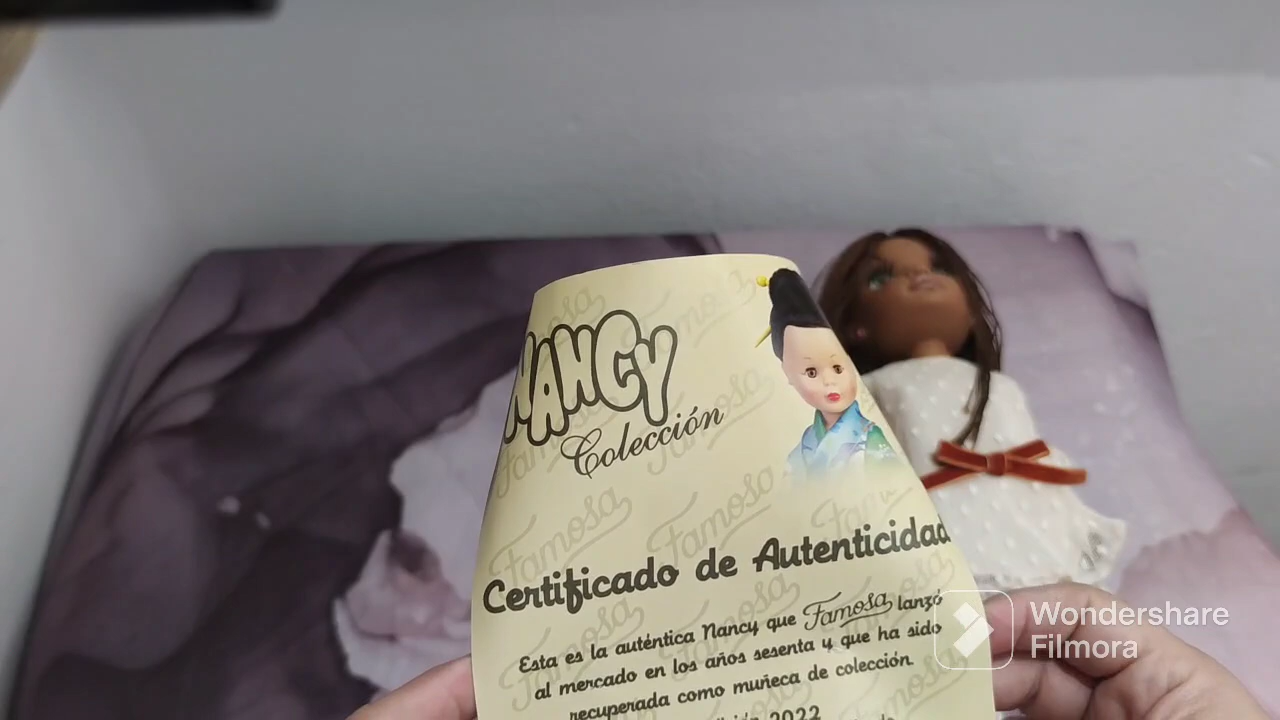 NANCY
Colección
Certificado de Autenticidad
Esta es la auténtica Nancy que Famosa lanzó
al mercado en los años sesenta y que ha sido
recuperada como muñeca de colección.
2022
Wondershare
Filmora